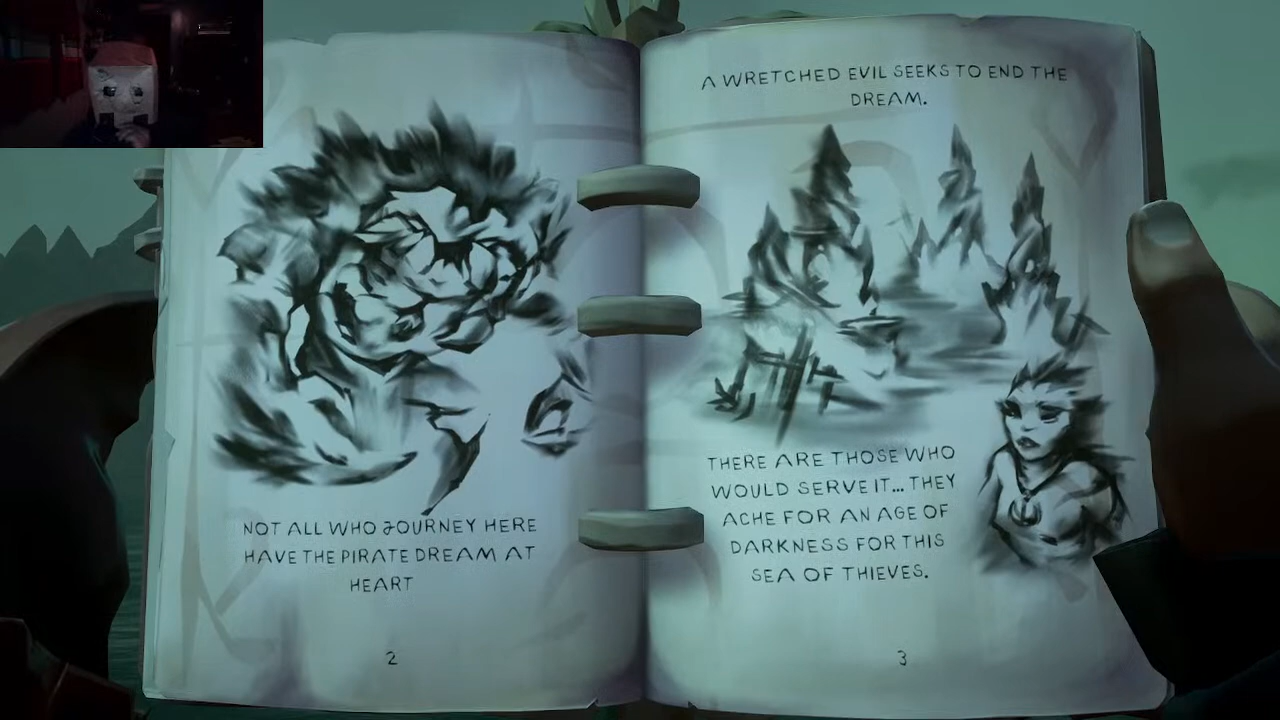 NOT ALL WHO JOURNEY HERE
HAVE THE PIRATE DREAM AT
HEART
2
A WRETCHED EVIL SEEKS TO END THE
DREAM.
THERE ARE THOSE WHO
WOULD SERVE IT... THEY
ACHE FOR AN AGE OF
DARKNESS FOR THIS
SEA OF THIEVES.
3